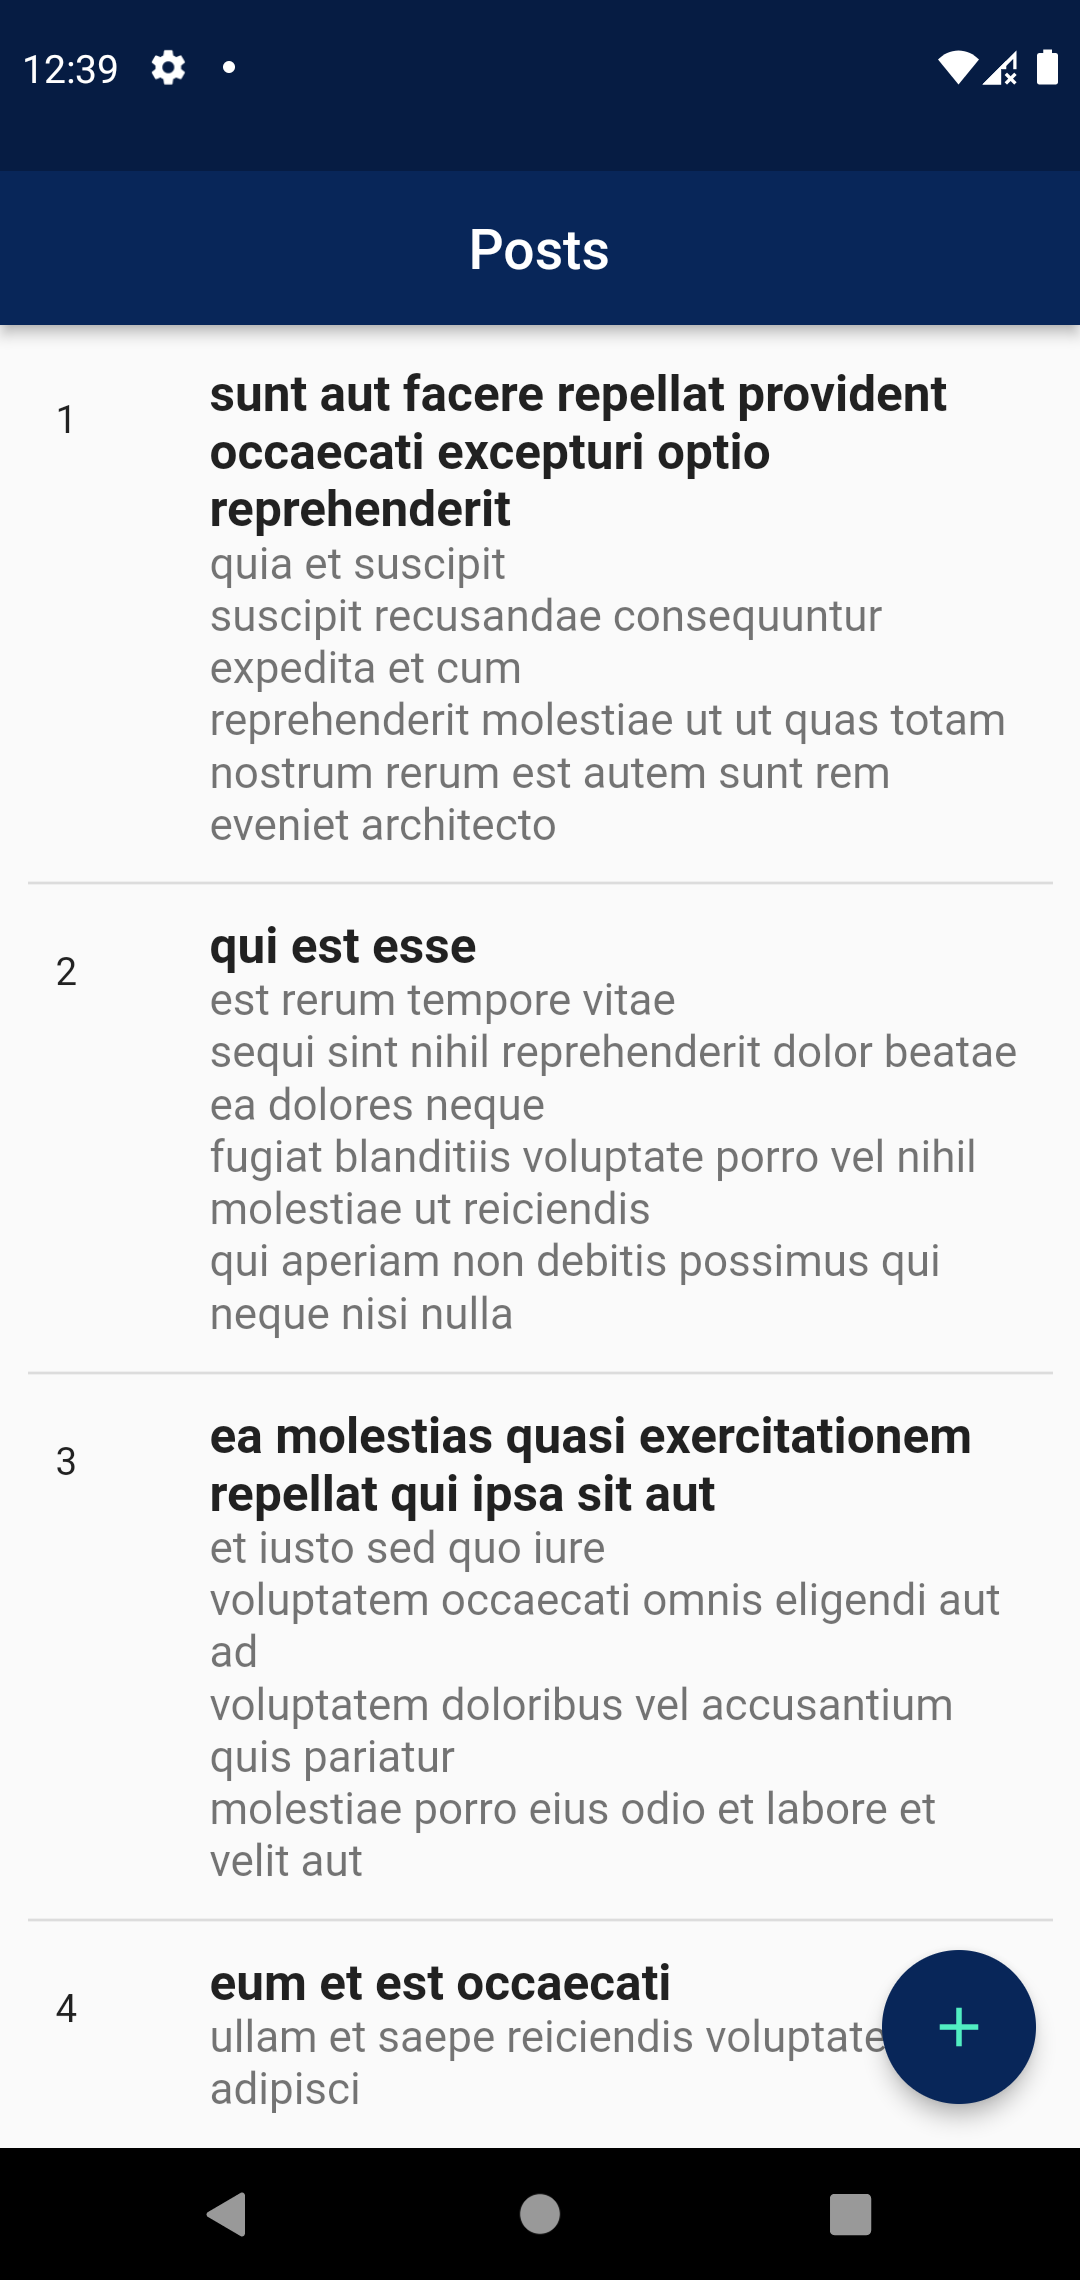 12:39
Posts
1
sunt aut facere repellat provident
occaecati excepturi optio
reprehenderit
quia et suscipit
suscipit recusandae consequuntur
expedita et cum
reprehenderit molestiae ut ut quas totam
nostrum rerum est autem sunt rem
eveniet architecto
2
qui est esse
est rerum tempore vitae
sequi sint nihil reprehenderit dolor beatae
ea dolores neque
fugiat blanditiis voluptate porro vel nihil
molestiae ut reiciendis
qui aperiam non debitis possimus qui
neque nisi nulla
3
ea molestias quasi exercitationem
repellat qui ipsa sit aut
et iusto sed quo iure
voluptatem occaecati omnis eligendi aut
ad
voluptatem doloribus vel accusantium
quis pariatur
molestiae porro eius odio et labore et
velit aut
4
eum et est occaecati
ullam et saepe reiciendis voluptate
adipisci